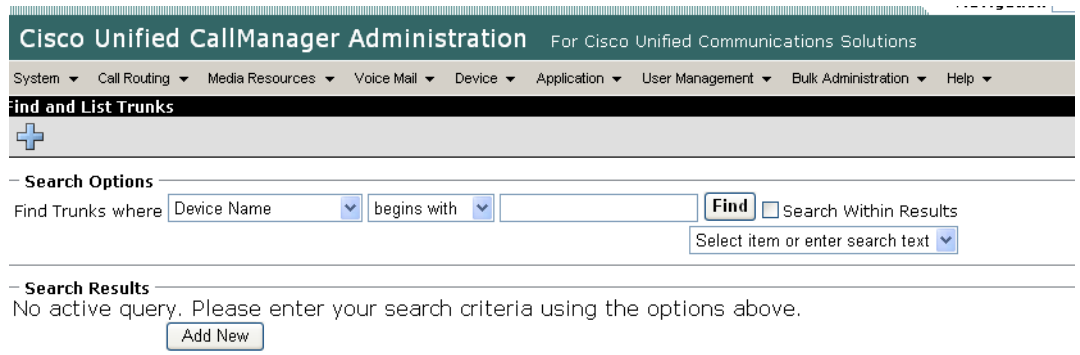 Cisco Unified CallManager Administration For Cisco Unified Communications Solutions
System Call Routing Media Resources Voice Mail Device Application User Management Bulk Administration Help
Find and List Trunks
Search Options
Find Trunks where Device Name begins with Find Search Within Results
Select item or enter search text
Search Results
No active query. Please enter your search criteria using the options above.
Add New